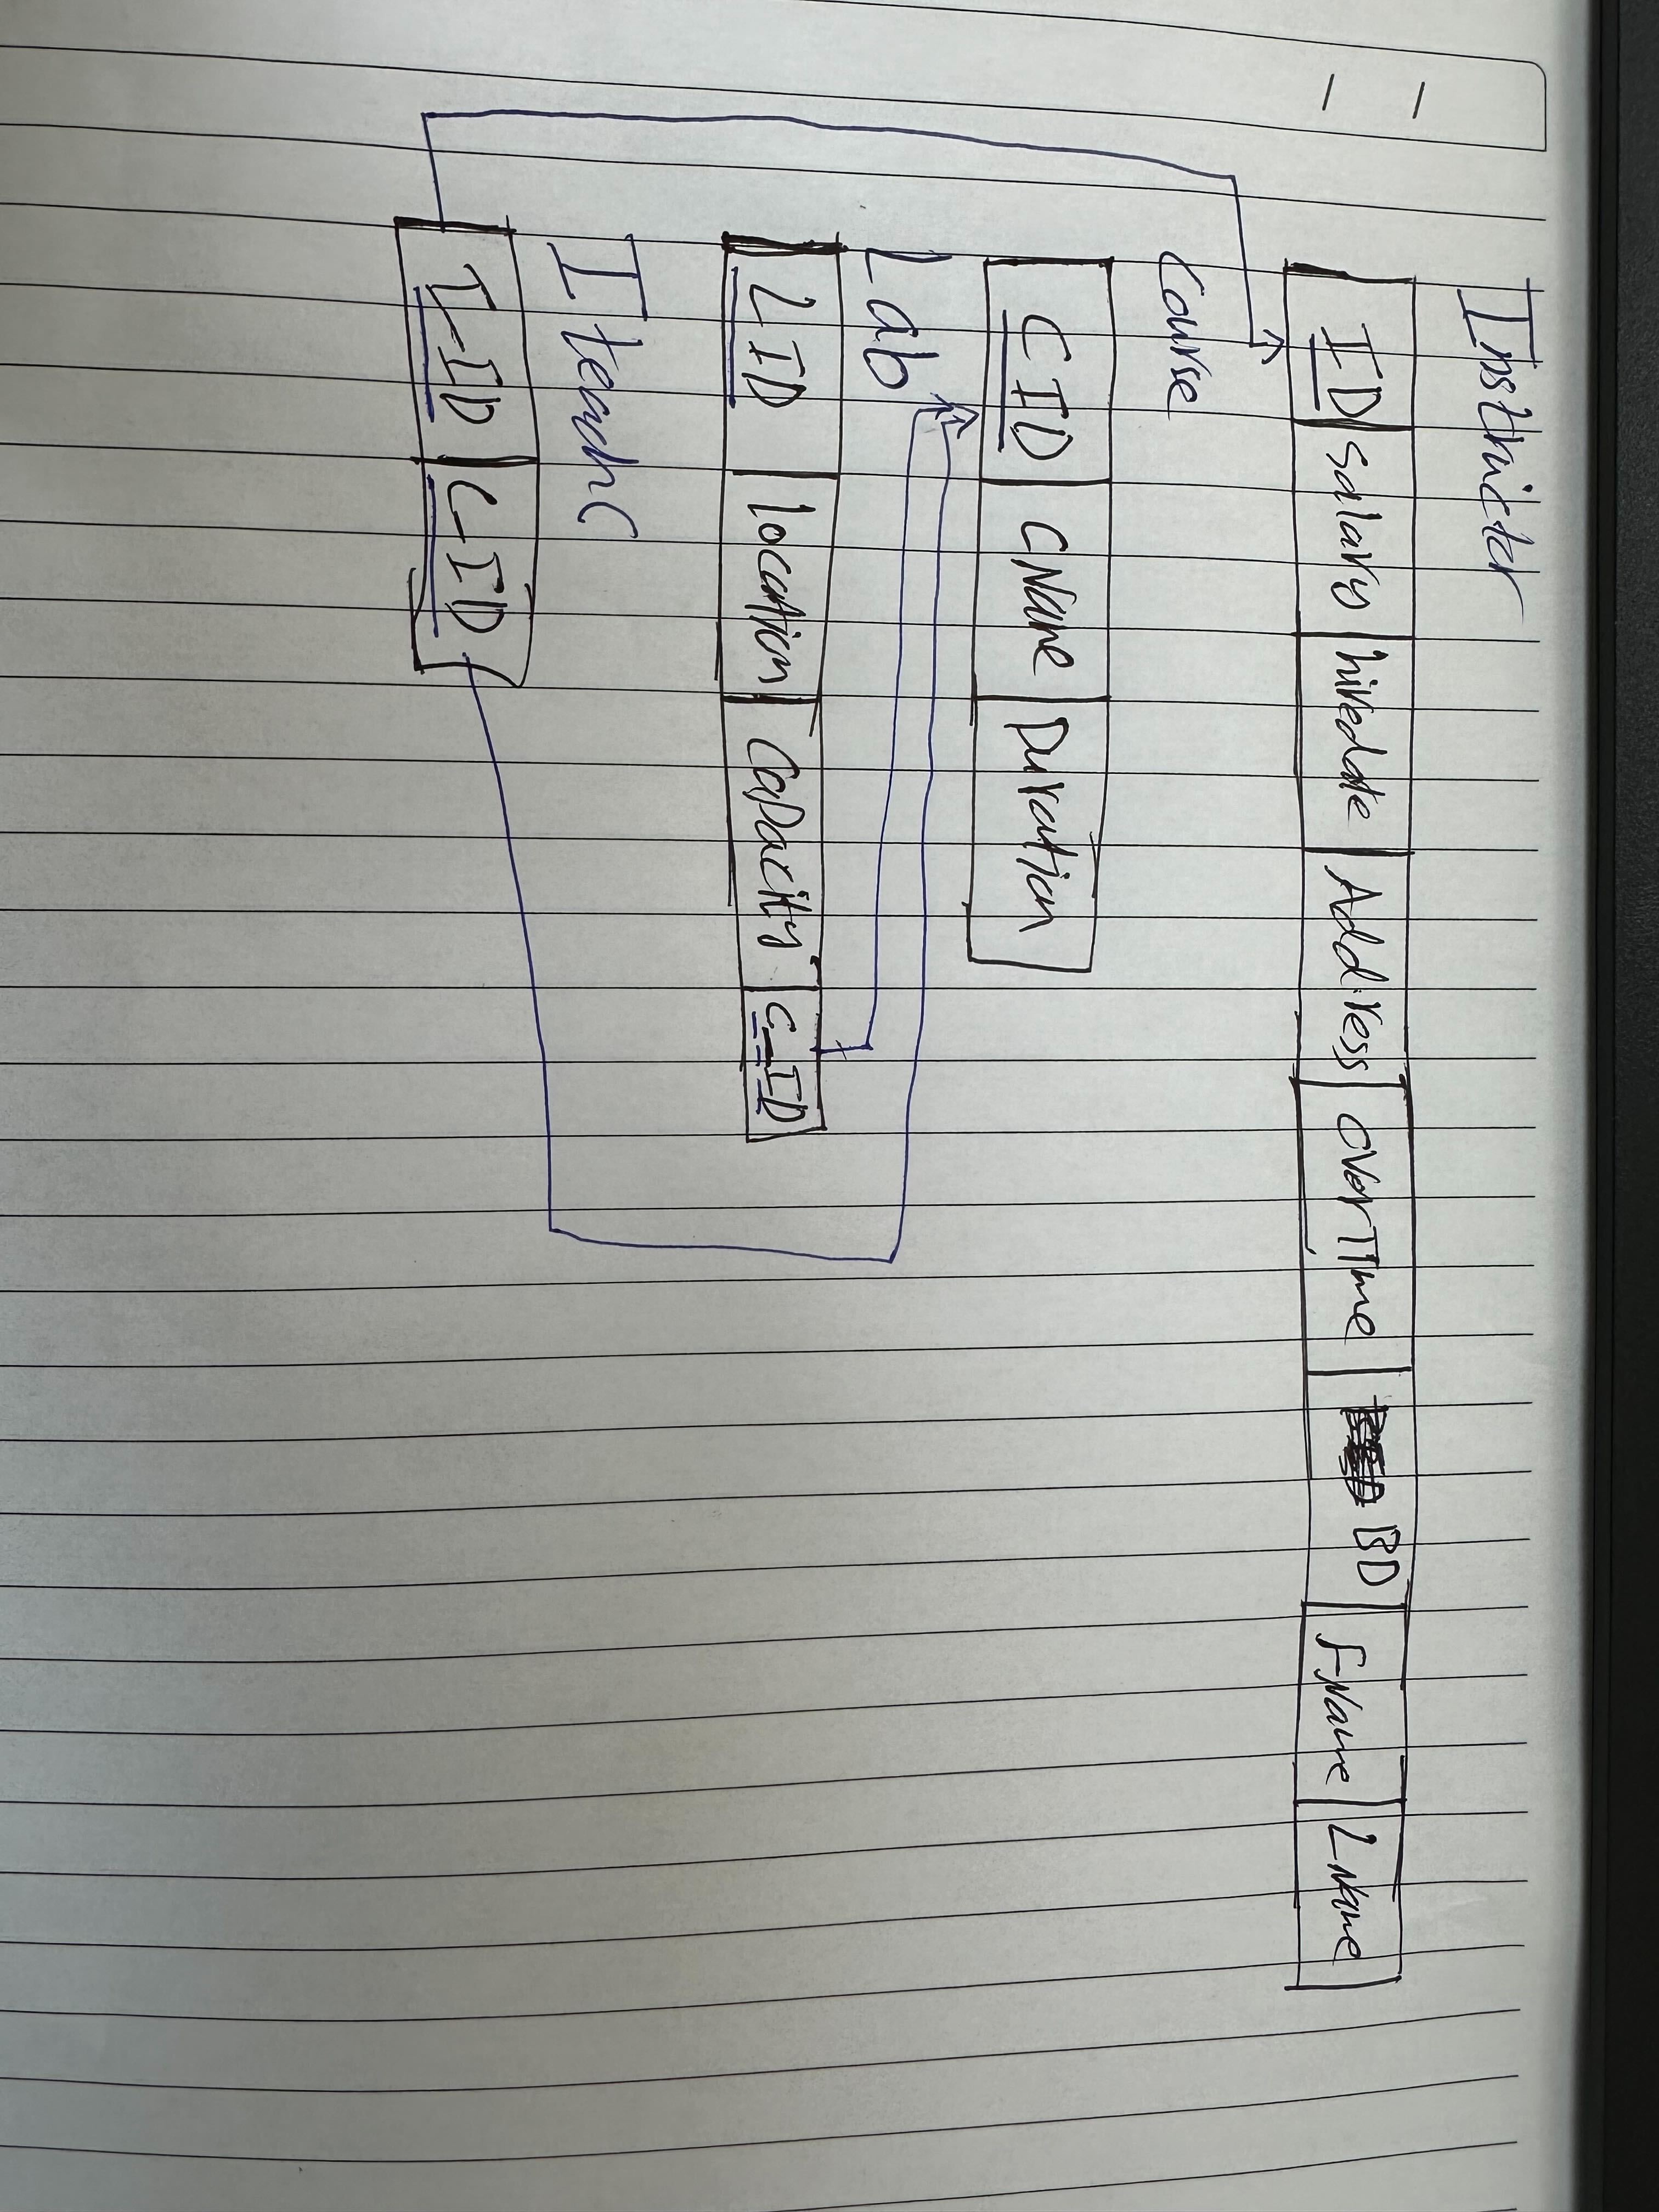 Instructor
ID salary hiredate Address OverTime BD fName LName
Course
CID CName Duration
Lab
LID location Capacity C_ID
I teach C
I_ID C_ID